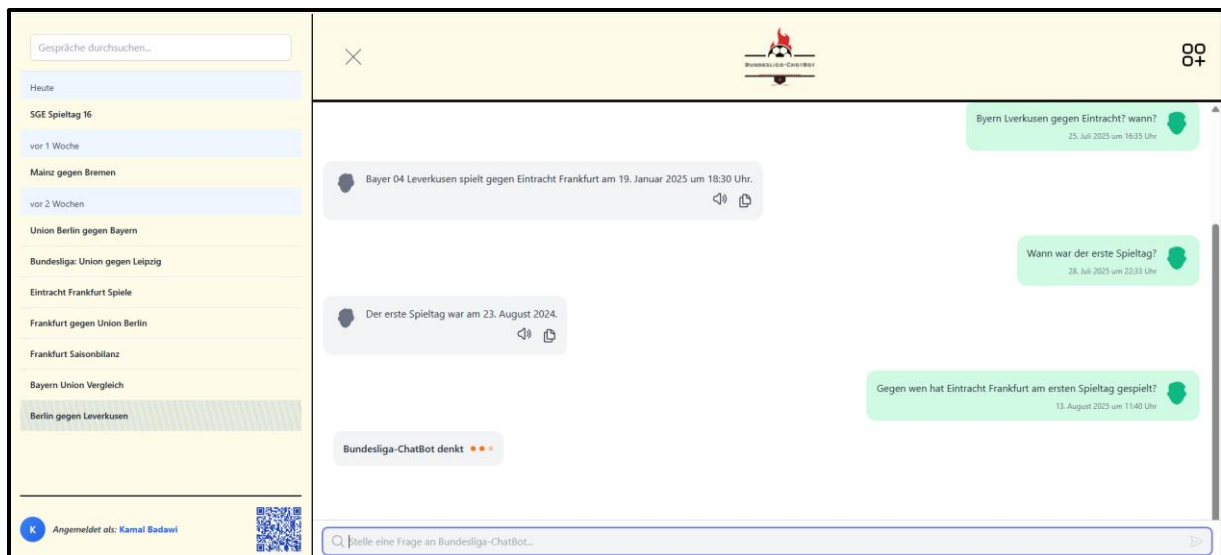 Gespräche durchsuchen...
Heute
SGE Spieltag 16
vor 1 Woche
Mainz gegen Bremen
vor 2 Wochen
Union Berlin gegen Bayern
Bundesliga: Union gegen Leipzig
Eintracht Frankfurt Spiele
Frankfurt gegen Union Berlin
Frankfurt Saisonbilanz
Bayern Union Vergleich
Berlin gegen Leverkusen
K
Angemeldet als: Kamal Badawi
Bundesliga-ChatBot
Byern Lverkusen gegen Eintracht? wann?
25. Juli 2025 um 16:35 Uhr
Bayer 04 Leverkusen spielt gegen Eintracht Frankfurt am 19. Januar 2025 um 18:30 Uhr.
Wann war der erste Spieltag?
28. Juli 2025 um 22:33 Uhr
Der erste Spieltag war am 23. August 2024.
Gegen wen hat Eintracht Frankfurt am ersten Spieltag gespielt?
13. August 2025 um 11:40 Uhr
Bundesliga-ChatBot denkt
Stelle eine Frage an Bundesliga-ChatBot...